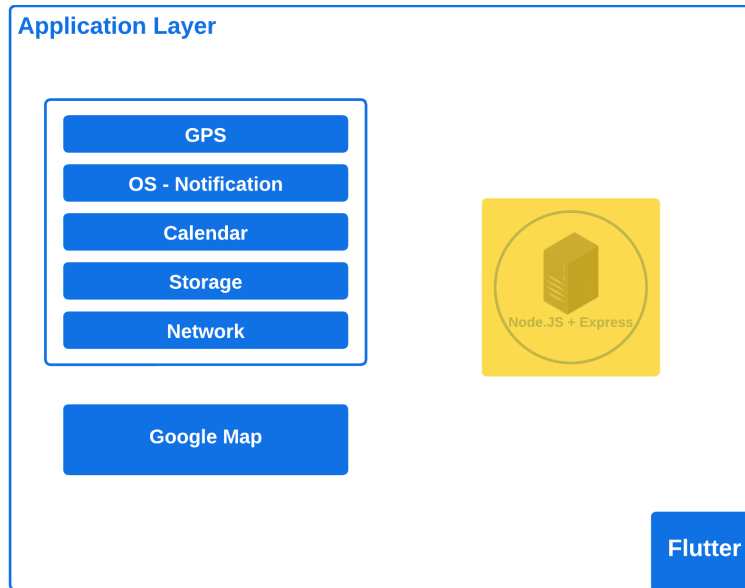 Application Layer
GPS
OS - Notification
Calendar
Storage
Network
Google Map
Node.JS + Express
Flutter